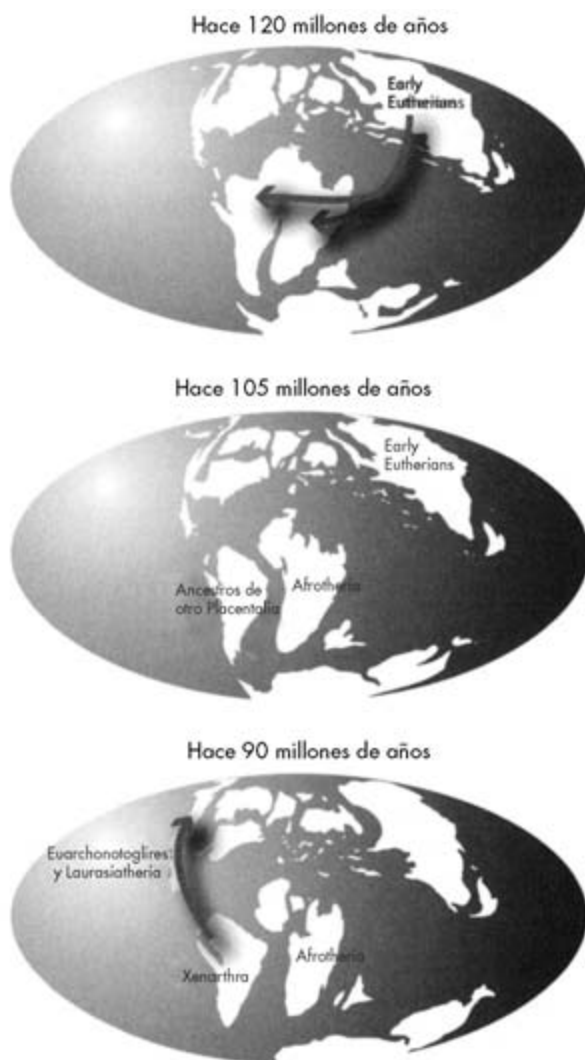 Hace 120 millones de años
Early
Eutherians
Hace 105 millones de años
Early
Eutherians
Ancestros de
otro Placentalia
Afrotheria
Hace 90 millones de años
Euarchonotoglires
y Laurasiatheria
Afrotheria
Xenarthra